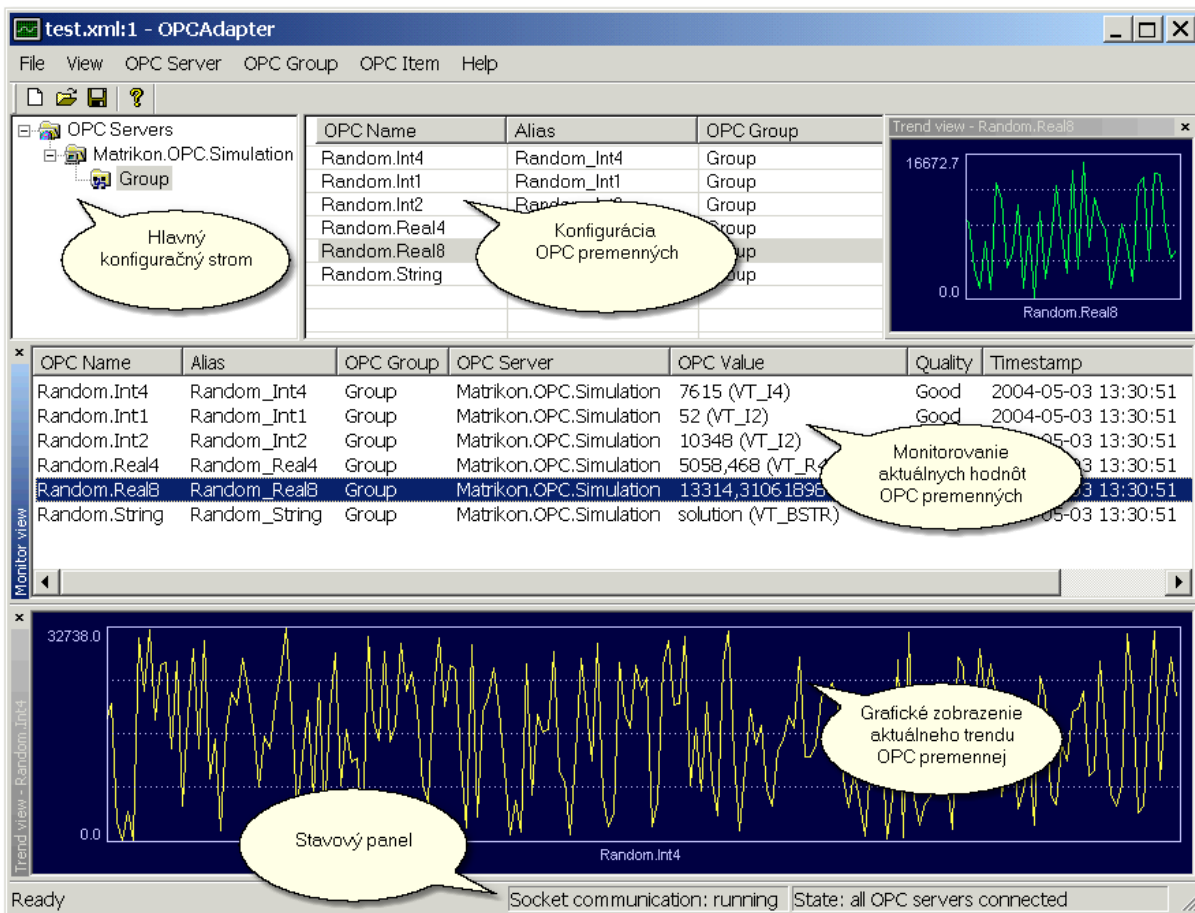 test.xml:1 - OPCAdapter
File View OPC Server OPC Group OPC Item Help
OPC Servers
Matrikon.OPC.Simulation
Group
Hlavný
konfiguračný strom
OPC Name Alias OPC Group
Random.Int4 Random_Int4 Group
Random.Int1 Random_Int1 Group
Random.Int2 Group
Random.Real4
Random.Real8
Random.String
Konfigurácia
OPC premenných
Trend view - Random.Real8
16672.7
0.0
Random.Real8
Monitor view
OPC Name Alias OPC Group OPC Server OPC Value Quality Timestamp
Random.Int4 Random_Int4 Group Matrikon.OPC.Simulation 7615 (VT_I4) Good 2004-05-03 13:30:51
Random.Int1 Random_Int1 Group Matrikon.OPC.Simulation 52 (VT_I2) Good 2004-05-03 13:30:51
Random.Int2 Random_Int2 Group Matrikon.OPC.Simulation 10348 (VT_I2) 13:30:51
Random.Real4 Random_Real4 Group Matrikon.OPC.Simulation 5058,468 13:30:51
Random.Real8 Random_Real8 Group Matrikon.OPC.Simulation 13314,31061898 13:30:51
Random.String Random_String Group Matrikon.OPC.Simulation solution (VT_BSTR) 13:30:51
Monitorovanie
aktuálnych hodnôt
OPC premenných
Trend view - Random.Int4
32738.0
0.0
Random.Int4
Grafické zobrazenie
aktuálneho trendu
OPC premennej
Stavový panel
Ready Socket communication: running State: all OPC servers connected